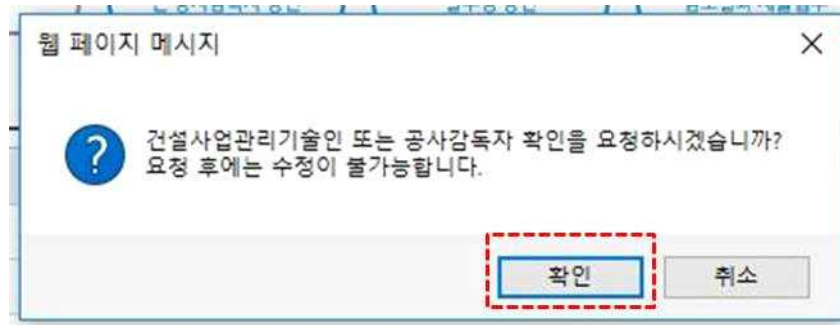 웹 페이지 메시지
건설사업관리기술인 또는 공사감독자 확인을 요청하시겠습니까?
요청 후에는 수정이 불가능합니다.
확인
취소